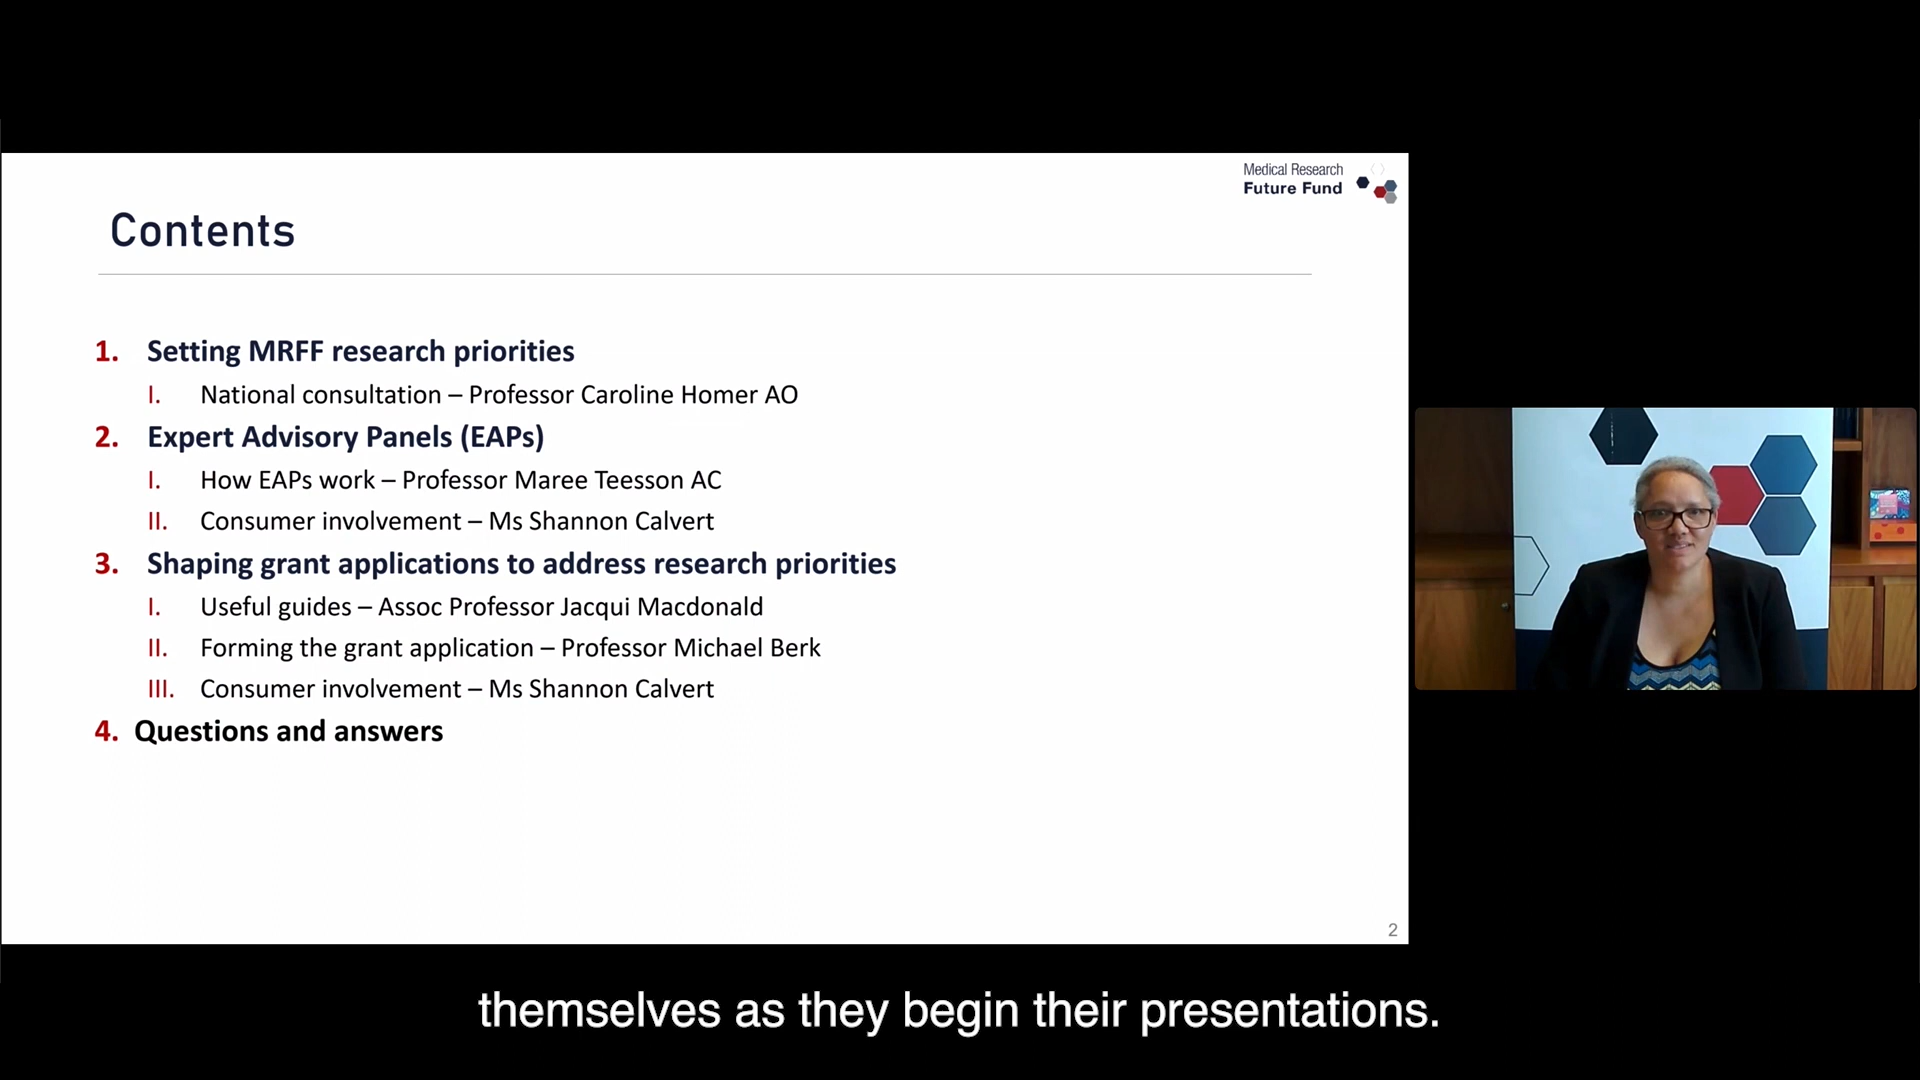 Medical Research
Future Fund
Contents
1. Setting MRFF research priorities
I. National consultation – Professor Caroline Homer AO
2. Expert Advisory Panels (EAPs)
I. How EAPs work – Professor Maree Teesson AC
II. Consumer involvement – Ms Shannon Calvert
3. Shaping grant applications to address research priorities
I. Useful guides – Assoc Professor Jacqui Macdonald
II. Forming the grant application – Professor Michael Berk
III. Consumer involvement – Ms Shannon Calvert
4. Questions and answers
2
themselves as they begin their presentations.